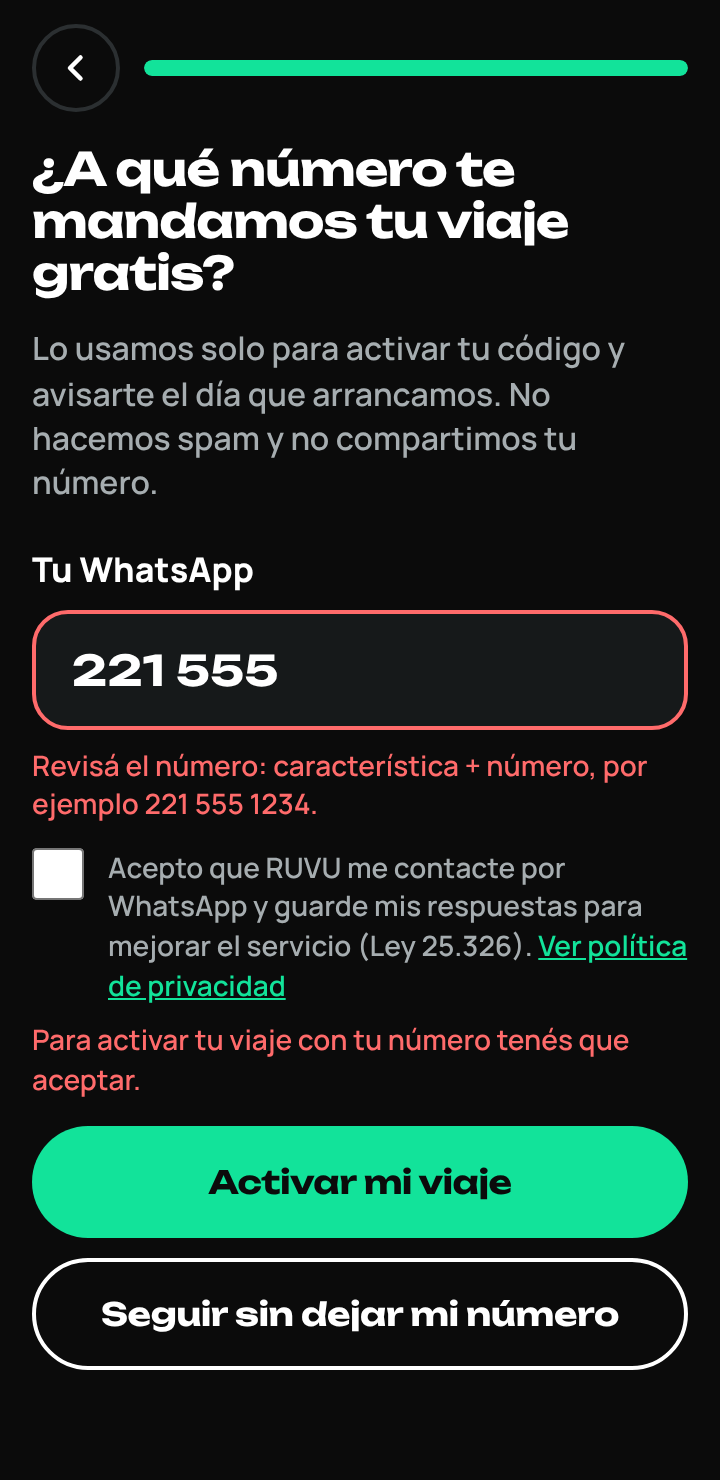 ¿A qué número te
mandamos tu viaje
gratis?
Lo usamos solo para activar tu código y
avisarte el día que arrancamos. No
hacemos spam y no compartimos tu
número.
Tu WhatsApp
221 555
Revisá el número: característica + número, por
ejemplo 221 555 1234.
Acepto que RUVU me contacte por
WhatsApp y guarde mis respuestas para
mejorar el servicio (Ley 25.326). Ver política
de privacidad
Para activar tu viaje con tu número tenés que
aceptar.
Activar mi viaje
Seguir sin dejar mi número